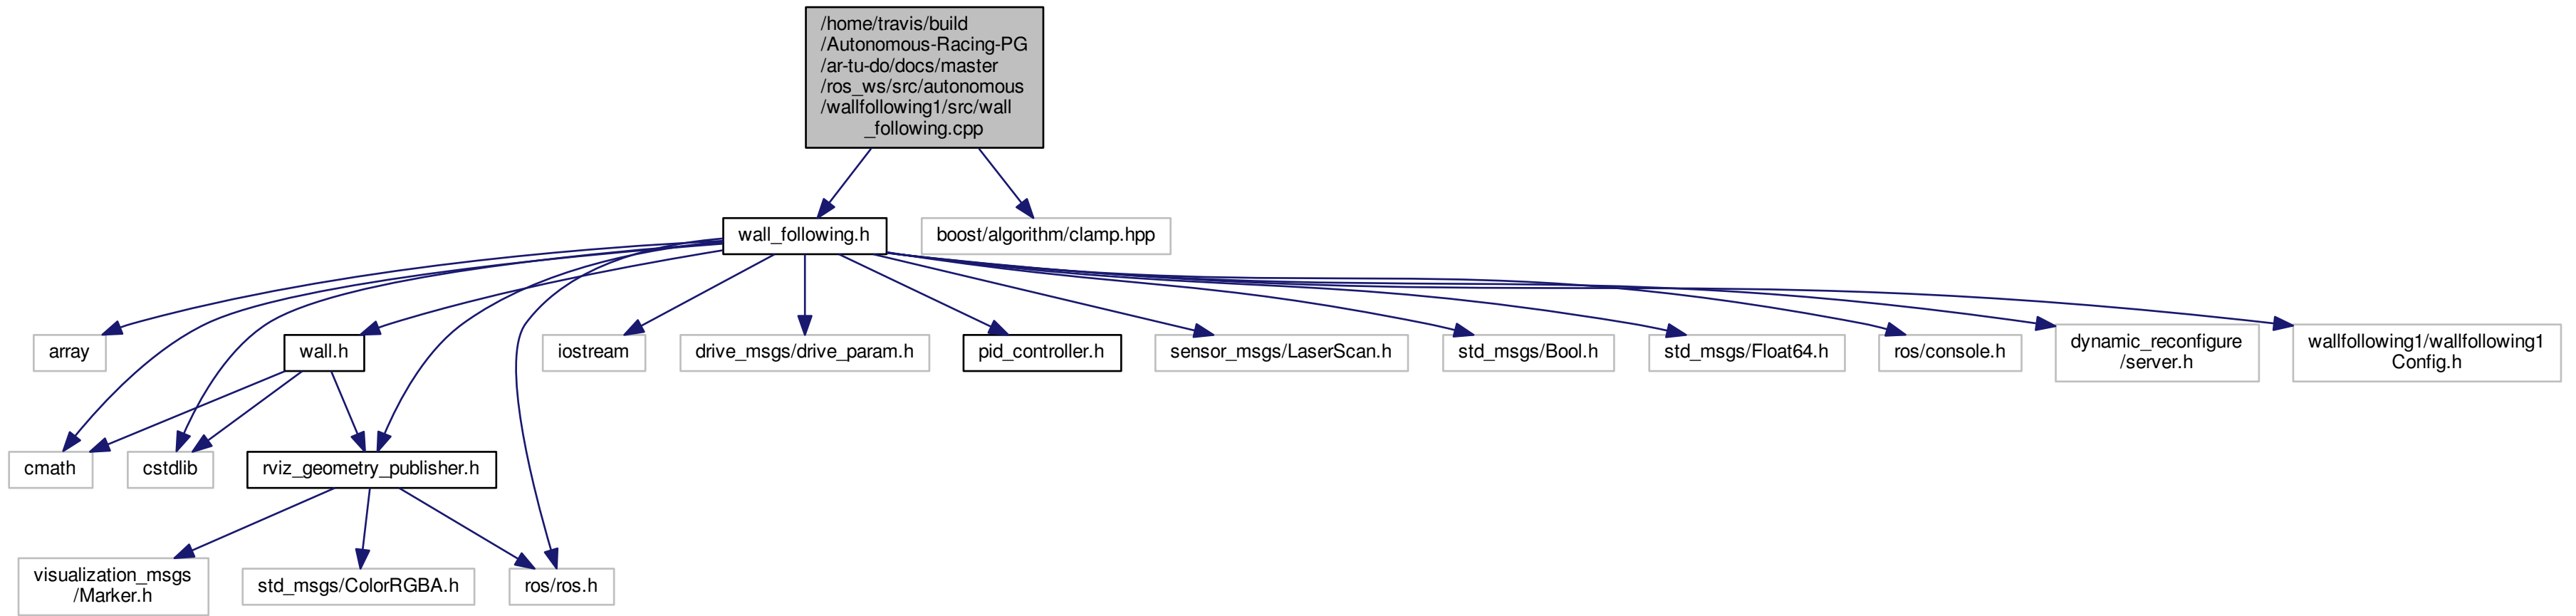 /home/travis/build
/Autonomous-Racing-PG
/ar-tu-do/docs/master
/ros_ws/src/autonomous
/wallfollowing1/src/wall
_following.cpp
wall_following.h
boost/algorithm/clamp.hpp
array
wall.h
iostream
drive_msgs/drive_param.h
pid_controller.h
sensor_msgs/LaserScan.h
std_msgs/Bool.h
std_msgs/Float64.h
ros/console.h
dynamic_reconfigure
/server.h
wallfollowing1/wallfollowing1
Config.h
cmath
cstdlib
rviz_geometry_publisher.h
visualization_msgs
/Marker.h
std_msgs/ColorRGBA.h
ros/ros.h